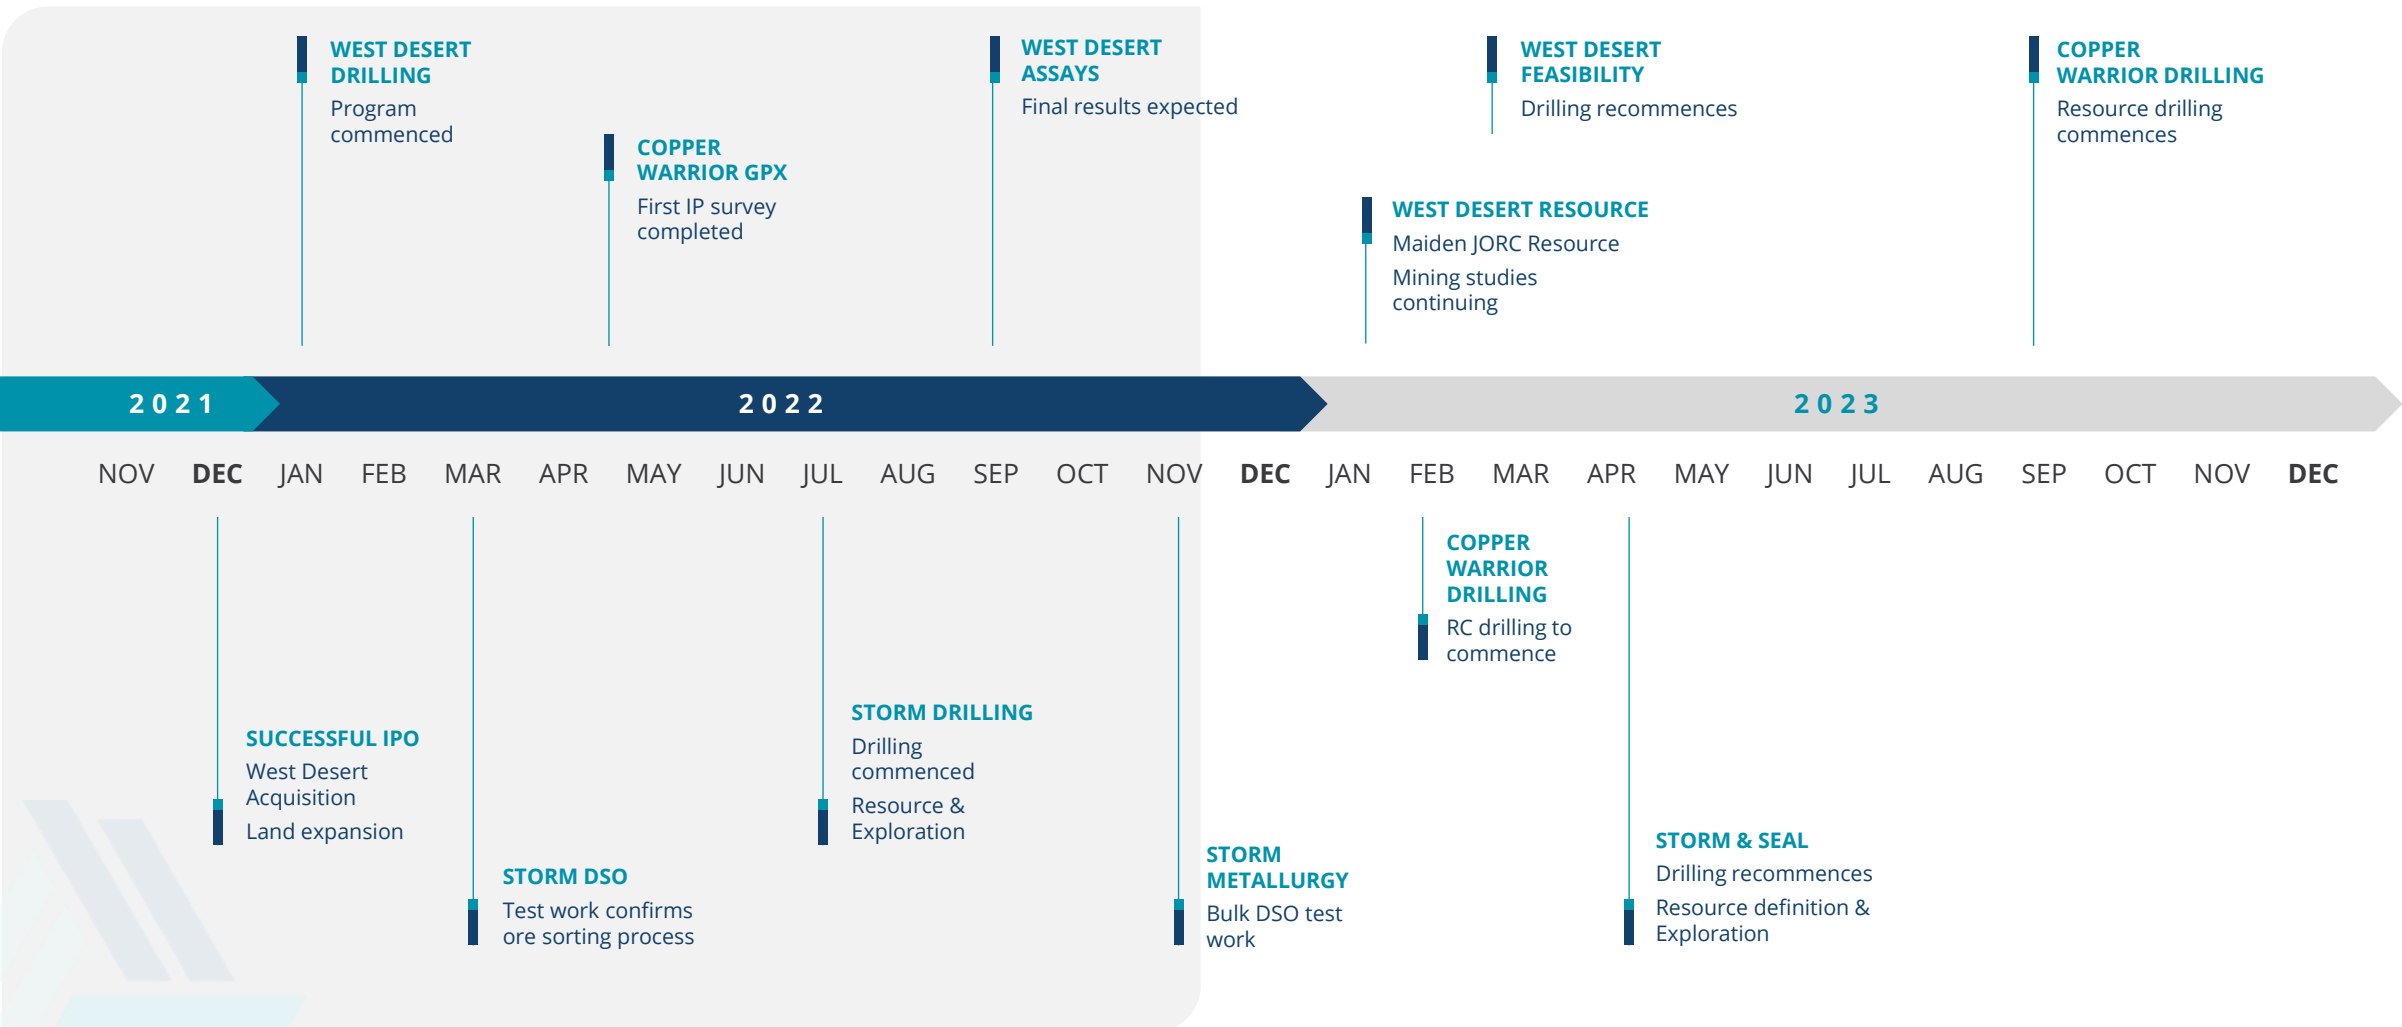 WEST DESERT
DRILLING
Program
commenced
COPPER
WARRIOR GPX
First IP survey
completed
WEST DESERT
ASSAYS
Final results expected
WEST DESERT
FEASIBILITY
Drilling recommences
WEST DESERT RESOURCE
Maiden JORC Resource
Mining studies
continuing
COPPER
WARRIOR DRILLING
Resource drilling
commences
2021 2022 2023
NOV DEC JAN FEB MAR APR MAY JUN JUL AUG SEP OCT NOV DEC JAN FEB MAR APR MAY JUN JUL AUG SEP OCT NOV DEC
SUCCESSFUL IPO
West Desert
Acquisition
Land expansion
STORM DSO
Test work confirms
ore sorting process
STORM DRILLING
Drilling
commenced
Resource &
Exploration
STORM
METALLURGY
Bulk DSO test
work
COPPER
WARRIOR
DRILLING
RC drilling to
commence
STORM & SEAL
Drilling recommences
Resource definition &
Exploration